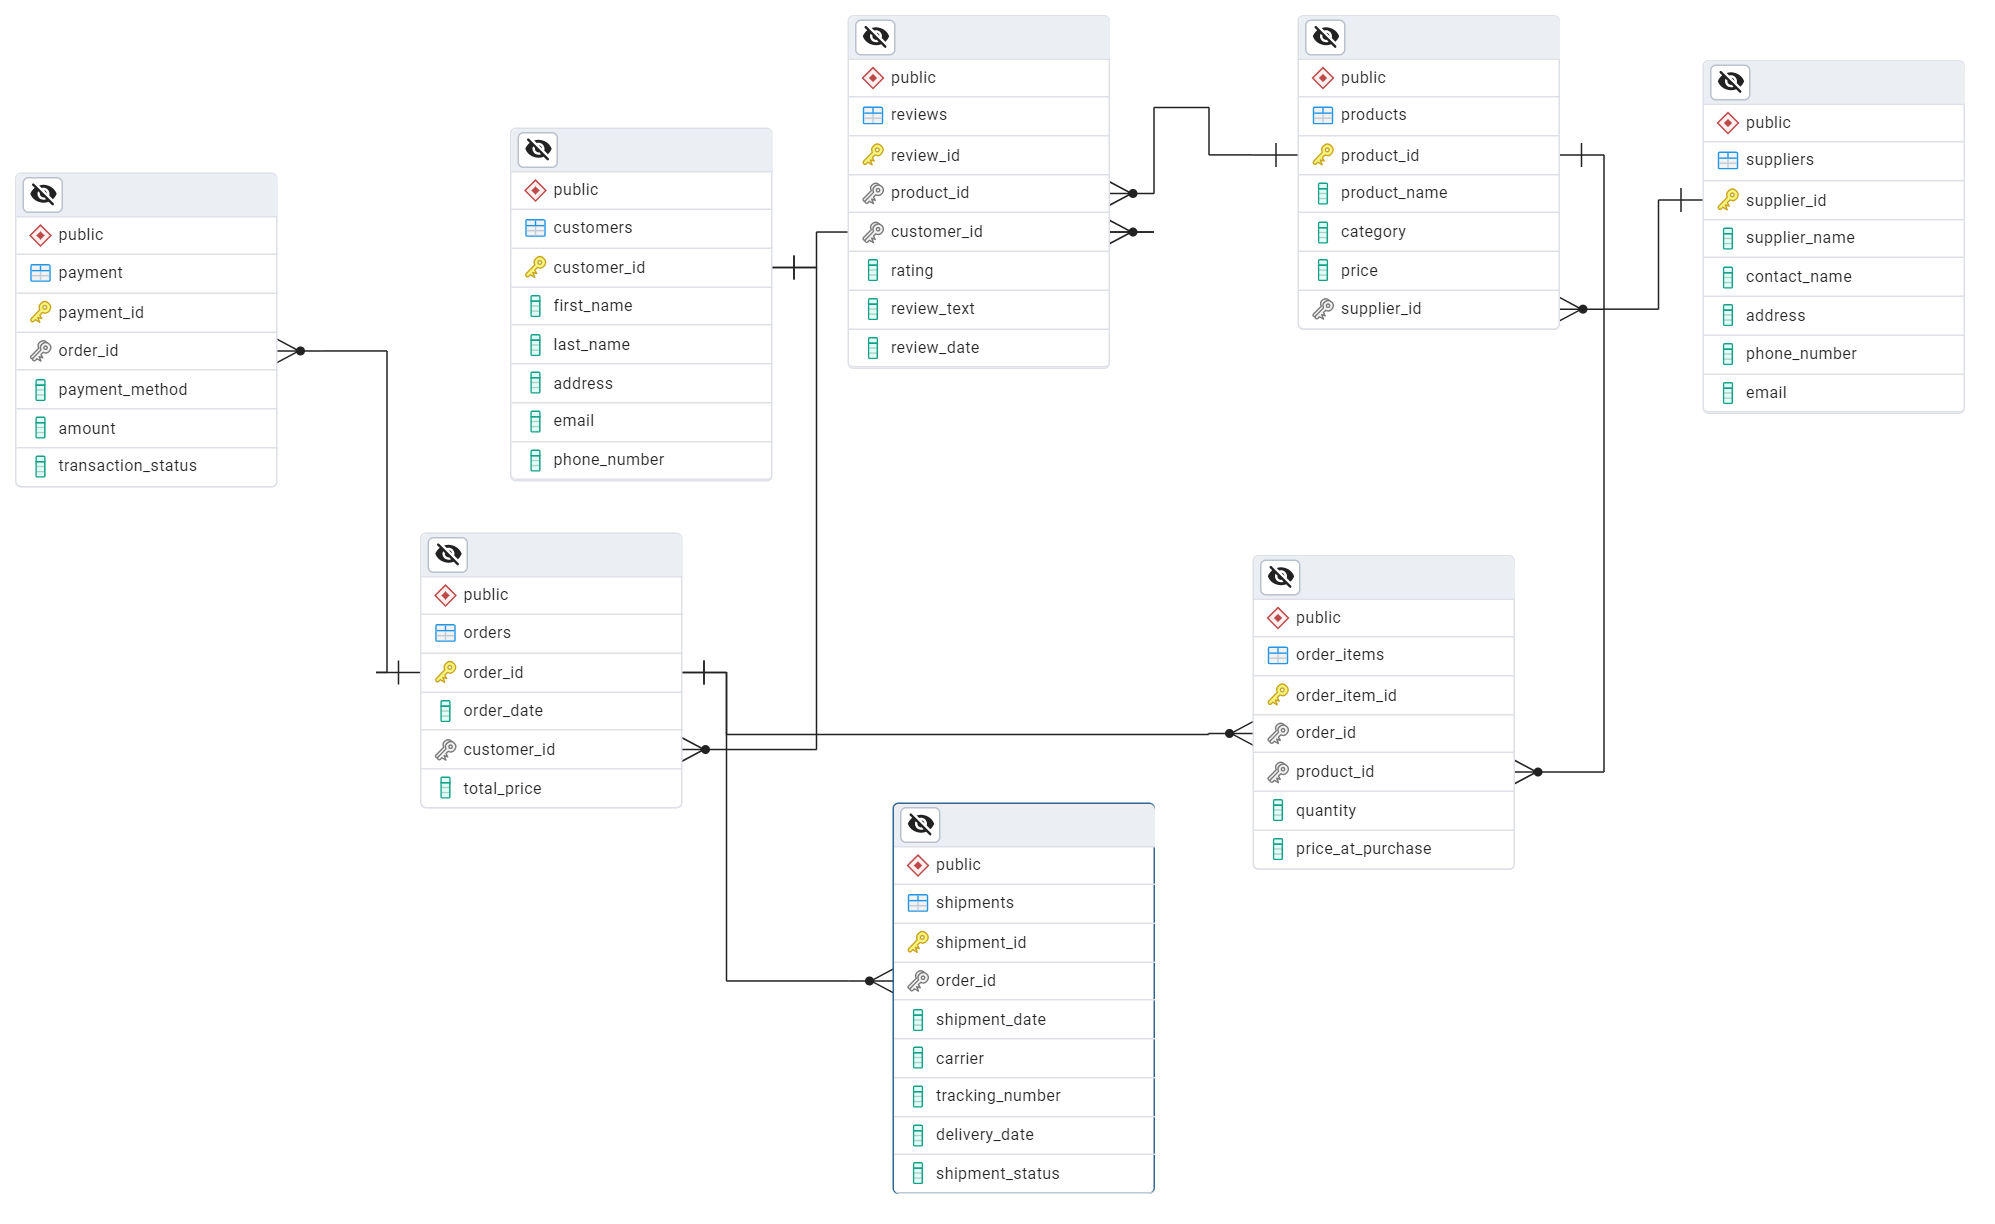 public
payment
payment_id
order_id
payment_method
amount
transaction_status
public
customers
customer_id
first_name
last_name
address
email
phone_number
public
reviews
review_id
product_id
customer_id
rating
review_text
review_date
public
products
product_id
product_name
category
price
supplier_id
public
suppliers
supplier_id
supplier_name
contact_name
address
phone_number
email
public
orders
order_id
order_date
customer_id
total_price
public
order_items
order_item_id
order_id
product_id
quantity
price_at_purchase
public
shipments
shipment_id
order_id
shipment_date
carrier
tracking_number
delivery_date
shipment_status